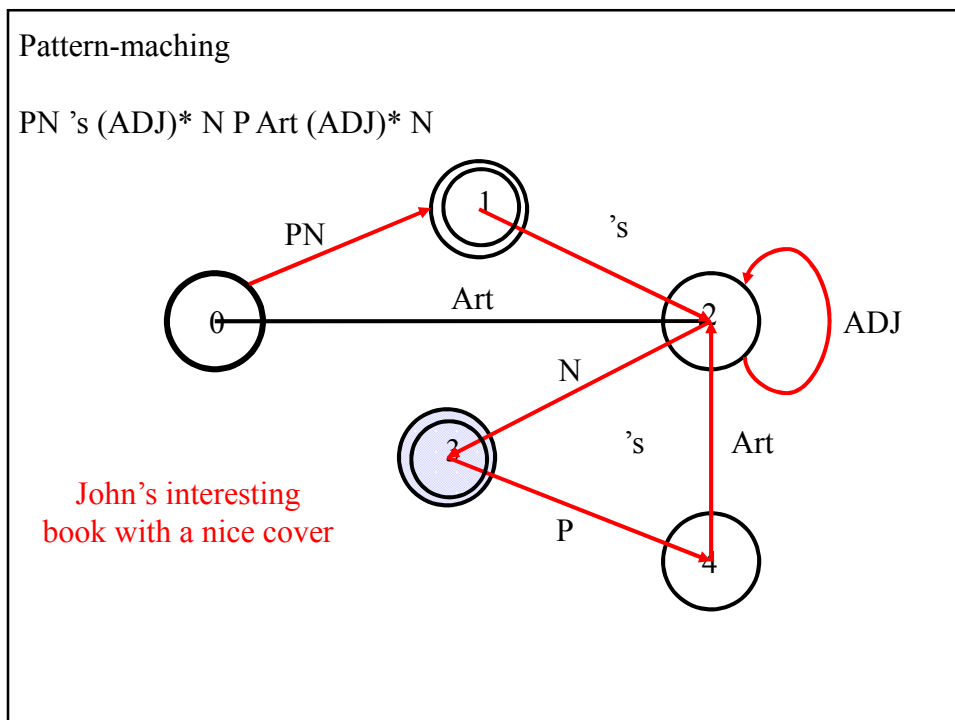 Pattern-maching
PN ’s (ADJ)* N P Art (ADJ)* N
1
’s
PN
Art
0
2
ADJ
N
’s
Art
3
John’s interesting
book with a nice cover
P
4